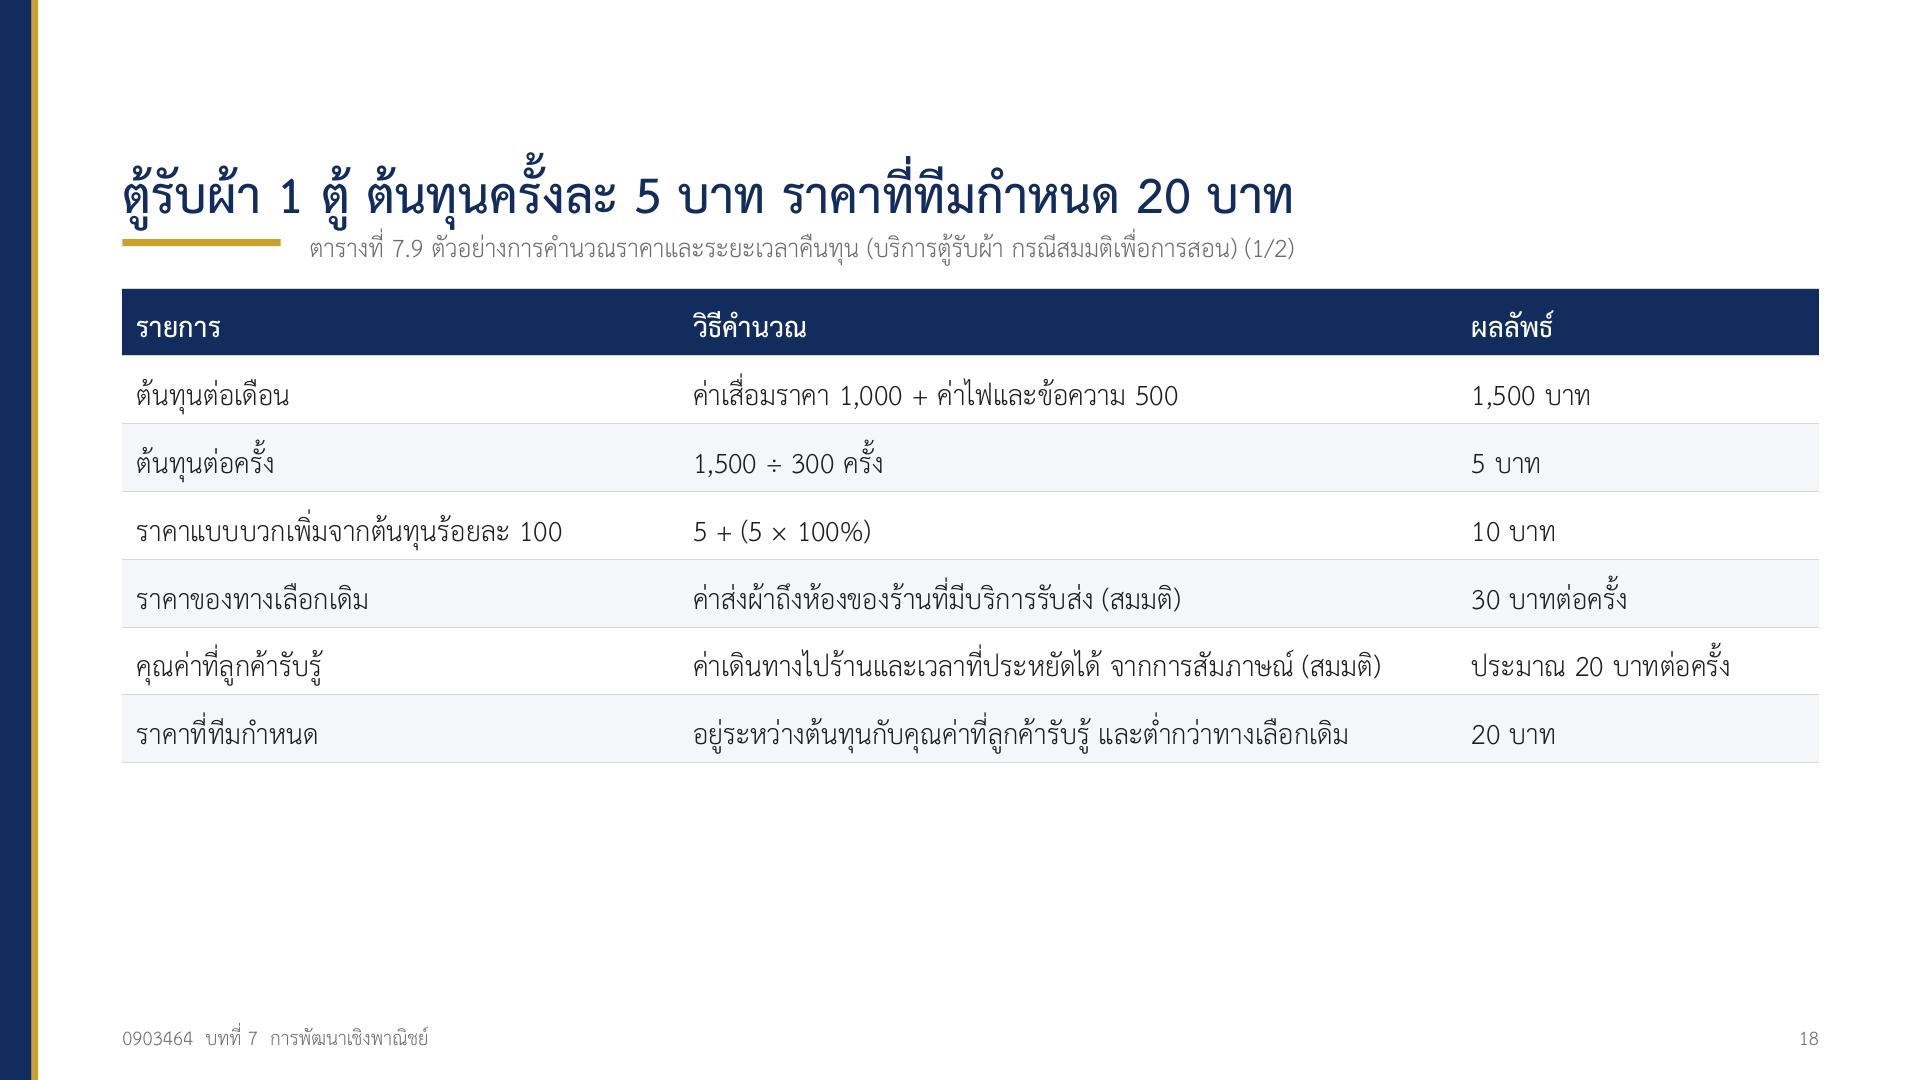 ตู้รับผ้า 1 ตู้ ต้นทุนครั้งละ 5 บาท ราคาที่ทีมกำหนด 20 บาท
ตารางที่ 7.9 ตัวอย่างการคำนวณราคาและระยะเวลาคืนทุน (บริการตู้รับผ้า กรณีสมมติเพื่อการสอน) (1/2)
รายการ วิธีคำนวณ ผลลัพธ์
ต้นทุนต่อเดือน ค่าเสื่อมราคา 1,000 + ค่าไฟและข้อความ 500 1,500 บาท
ต้นทุนต่อครั้ง 1,500 ÷ 300 ครั้ง 5 บาท
ราคาแบบบวกเพิ่มจากต้นทุนร้อยละ 100 5 + (5 × 100%) 10 บาท
ราคาของทางเลือกเดิม ค่าส่งผ้าถึงห้องของร้านที่มีบริการรับส่ง (สมมติ) 30 บาทต่อครั้ง
คุณค่าที่ลูกค้ารับรู้ ค่าเดินทางไปร้านและเวลาที่ประหยัดได้ จากการสัมภาษณ์ (สมมติ) ประมาณ 20 บาทต่อครั้ง
ราคาที่ทีมกำหนด อยู่ระหว่างต้นทุนกับคุณค่าที่ลูกค้ารับรู้ และต่ำกว่าทางเลือกเดิม 20 บาท
0903464 บทที่ 7 การพัฒนาเชิงพาณิชย์ 18